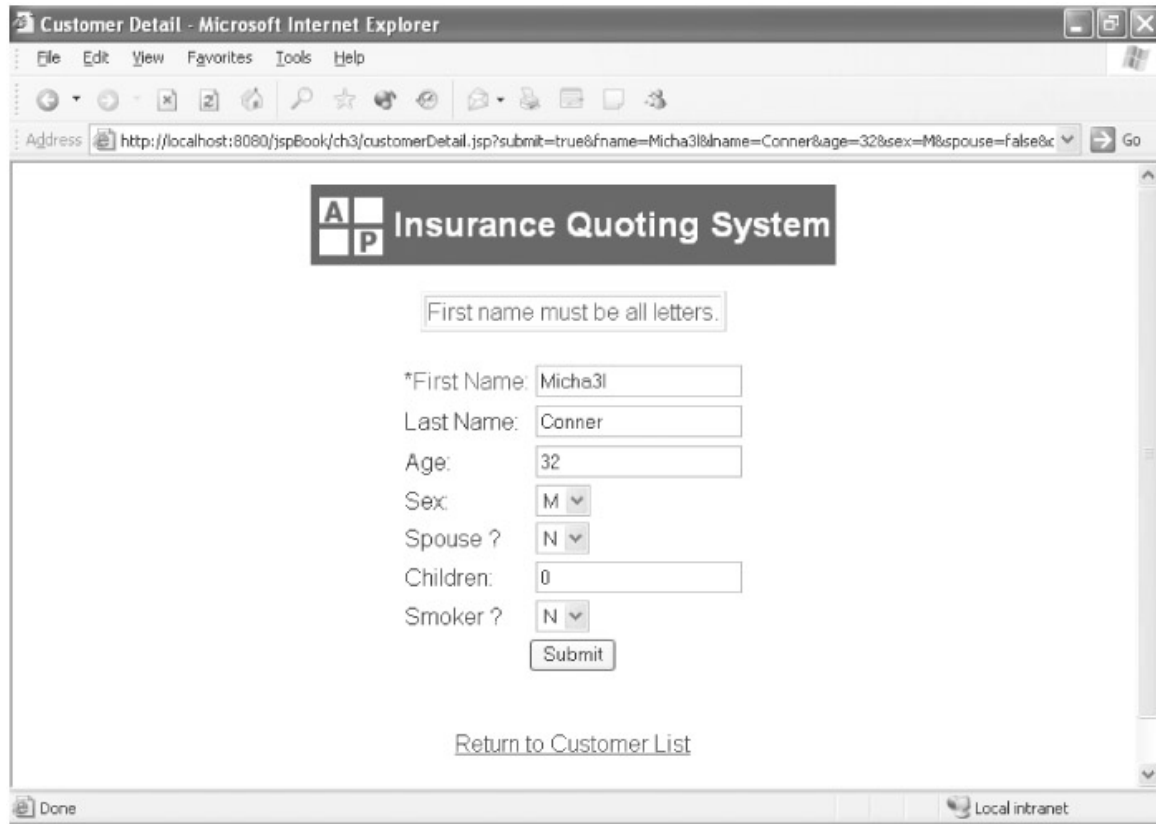 Customer Detail - Microsoft Internet Explorer
File Edit View Favorites Tools Help
Address http://localhost:8080/jspBook/ch3/customerDetail.jsp?submit=true&fname=Micha3l&lname=Conner&age=32&sex=M&spouse=false&c Go
A P Insurance Quoting System
First name must be all letters.
*First Name: Micha3l
Last Name: Conner
Age: 32
Sex: M
Spouse ? N
Children: 0
Smoker ? N
Submit
Return to Customer List
Done Local intranet